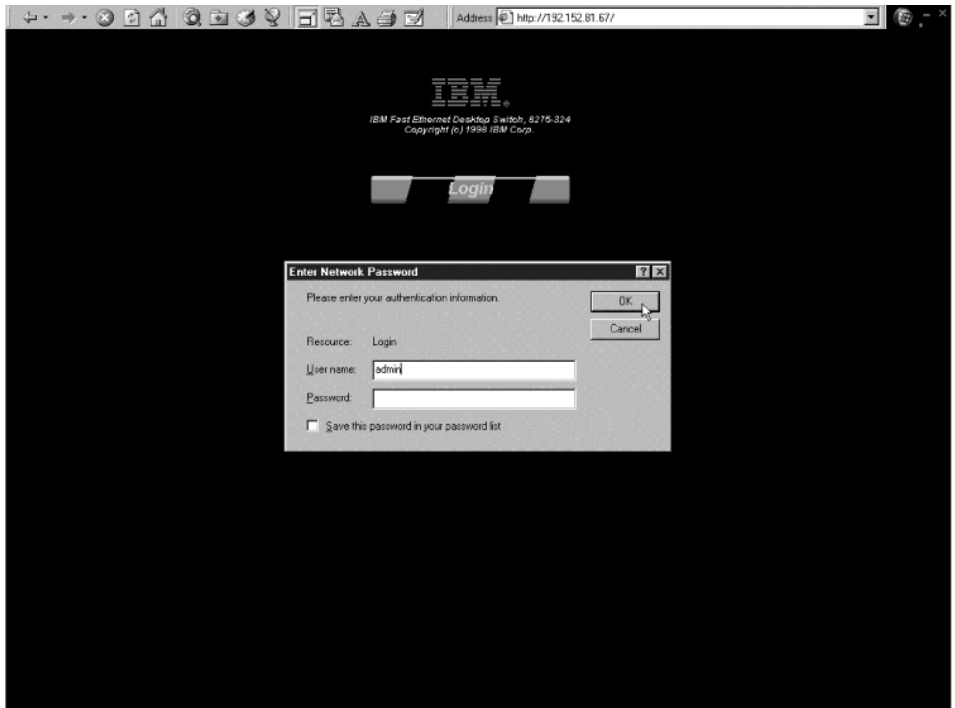 Address http://192.152.81.67/
IBM®
IBM Fast Ethernet Desktop Switch, 8275-324
Copyright (c) 1998 IBM Corp.
Login
Enter Network Password
Please enter your authentication information.
OK
Cancel
Resource: Login
User name: admin
Password:
Save this password in your password list